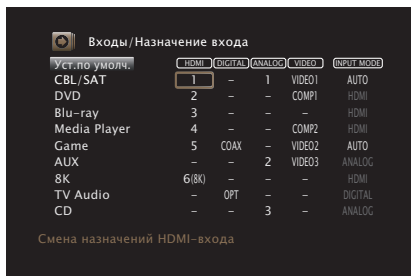 Входы/Назначение входа
Уст.по умолч. HDMI DIGITAL ANALOG VIDEO INPUT MODE
CBL/SAT 1 – 1 VIDEO1 AUTO
DVD 2 – – COMP1 HDMI
Blu-ray 3 – – – HDMI
Media Player 4 – – COMP2 HDMI
Game 5 COAX – VIDEO2 AUTO
AUX – – 2 VIDEO3 ANALOG
8K 6(8K) – – – HDMI
TV Audio – OPT – – DIGITAL
CD – – 3 – ANALOG
Смена назначений HDMI-входа